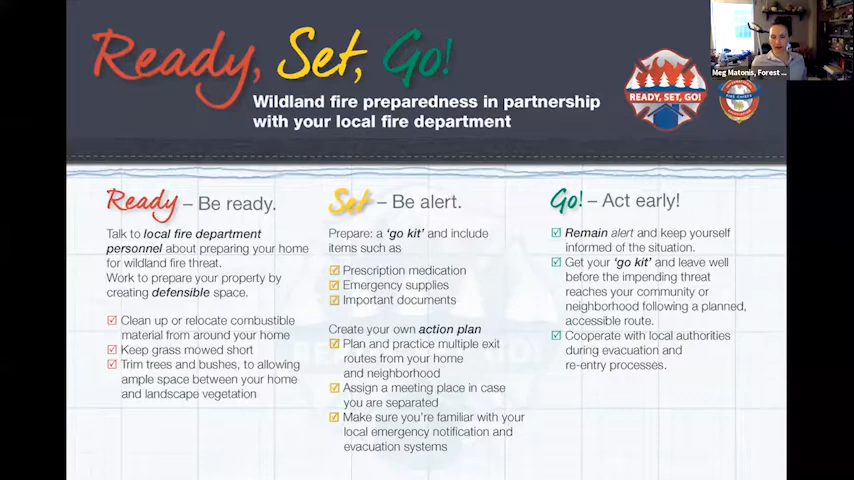 Ready, Set, Go!
Wildland fire preparedness in partnership
with your local fire department
READY, SET, GO!
FIRE CHIEFS
Meg Matonis, Forest ...
Ready – Be ready.
Talk to local fire department
personnel about preparing your home
for wildland fire threat.
Work to prepare your property by
creating defensible space.
☑ Clean up or relocate combustible
material from around your home
☑ Keep grass mowed short
☑ Trim trees and bushes, to allowing
ample space between your home
and landscape vegetation
Set – Be alert.
Prepare: a ‘go kit’ and include
items such as
☑ Prescription medication
☑ Emergency supplies
☑ Important documents
Create your own action plan
☑ Plan and practice multiple exit
routes from your home
and neighborhood
☑ Assign a meeting place in case
you are separated
☑ Make sure you’re familiar with your
local emergency notification and
evacuation systems
Go! – Act early!
☑ Remain alert and keep yourself
informed of the situation.
☑ Get your ‘go kit’ and leave well
before the impending threat
reaches your community or
neighborhood following a planned,
accessible route.
☑ Cooperate with local authorities
during evacuation and
re-entry processes.